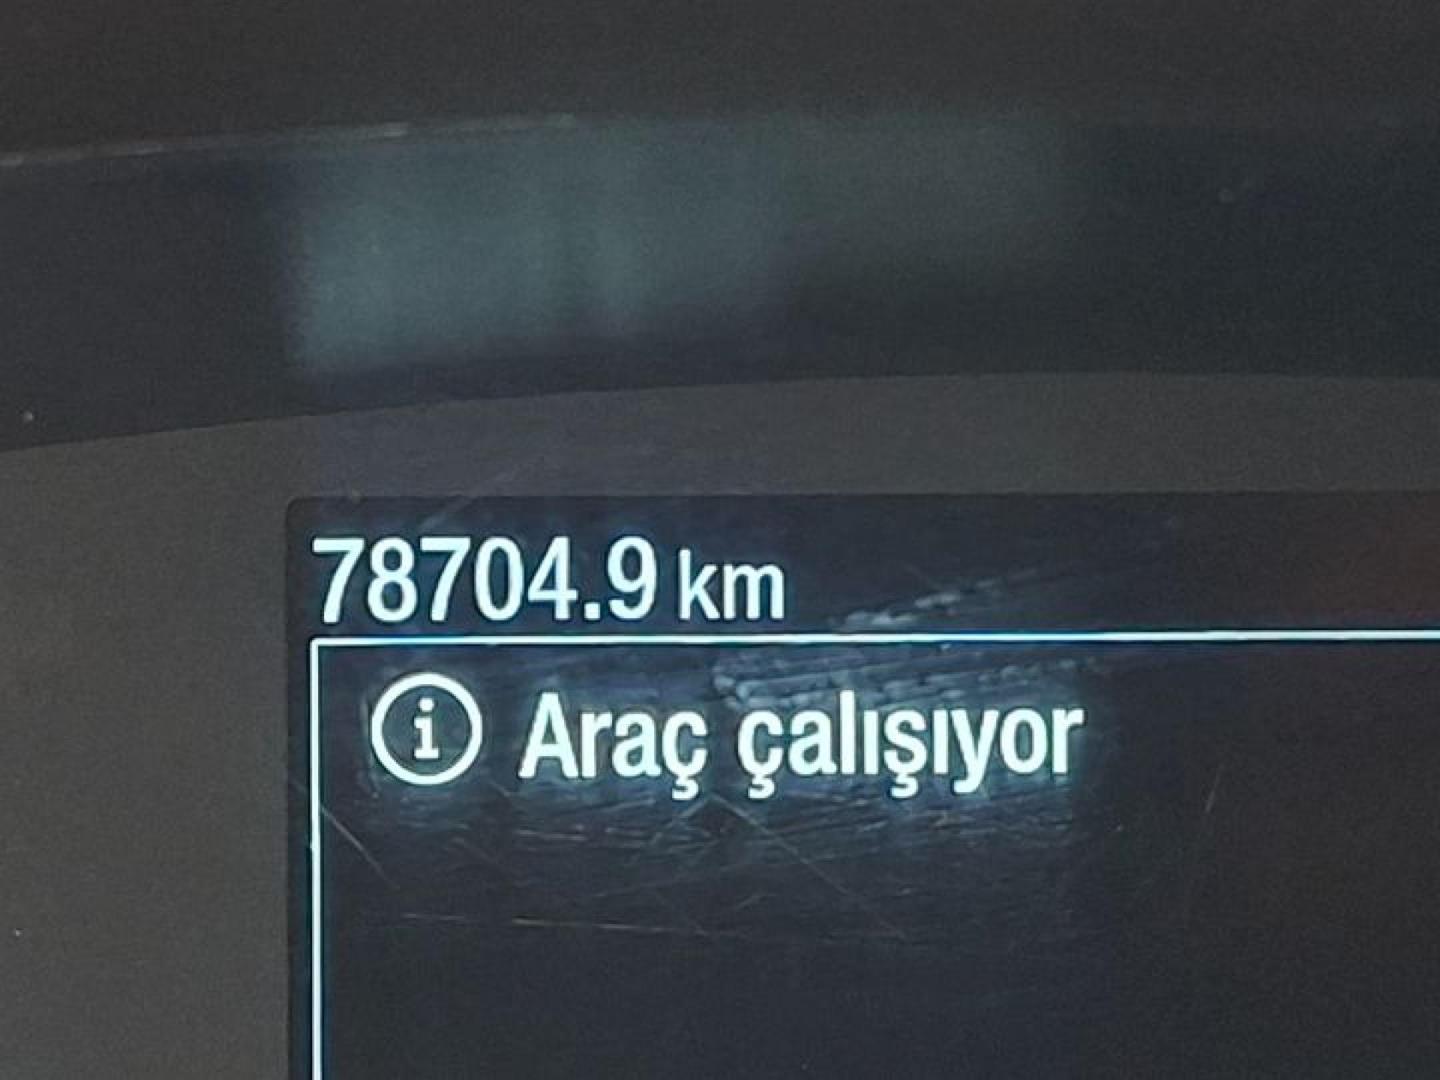 78704.9 km
i Araç çalışıyor